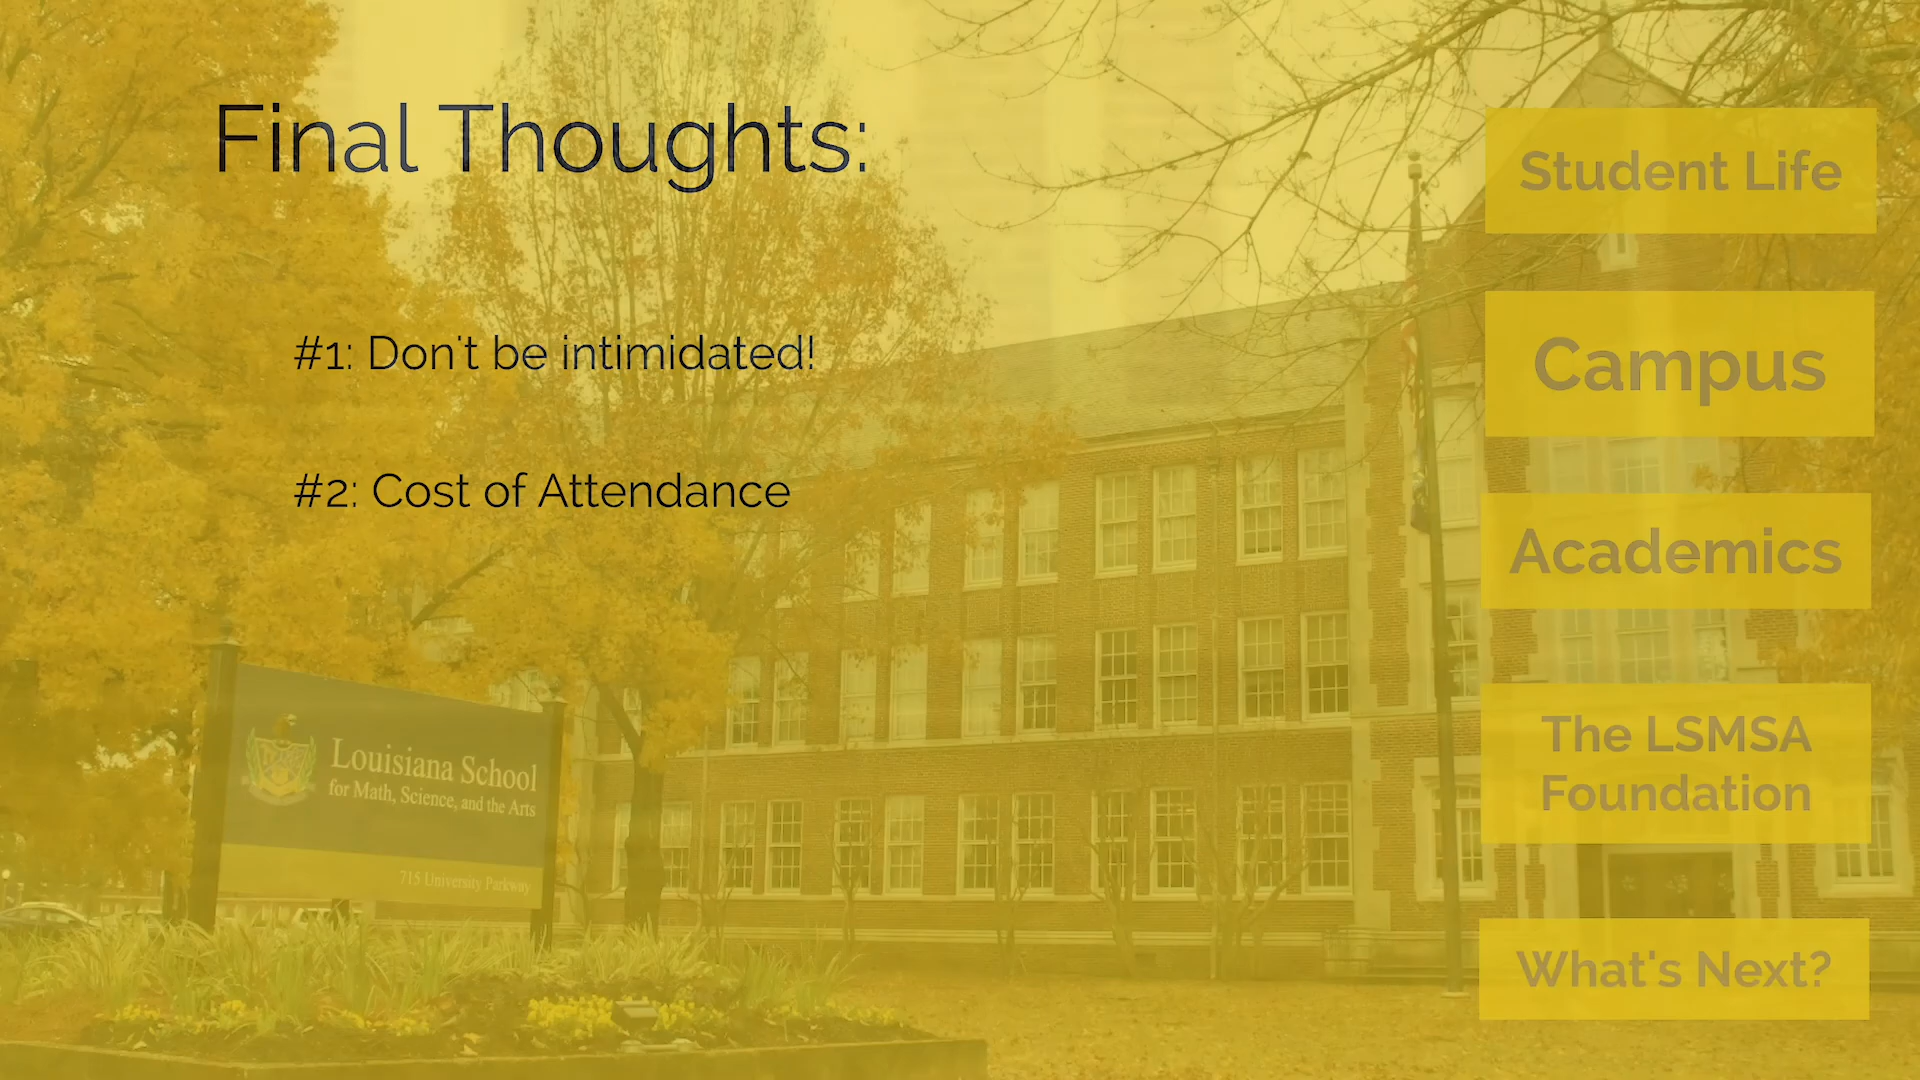 Final Thoughts:
#1: Don't be intimidated!
#2: Cost of Attendance
Student Life
Campus
Academics
The LSMSA
Foundation
What's Next?
Louisiana School
for Math, Science, and the Arts
715 University Parkway